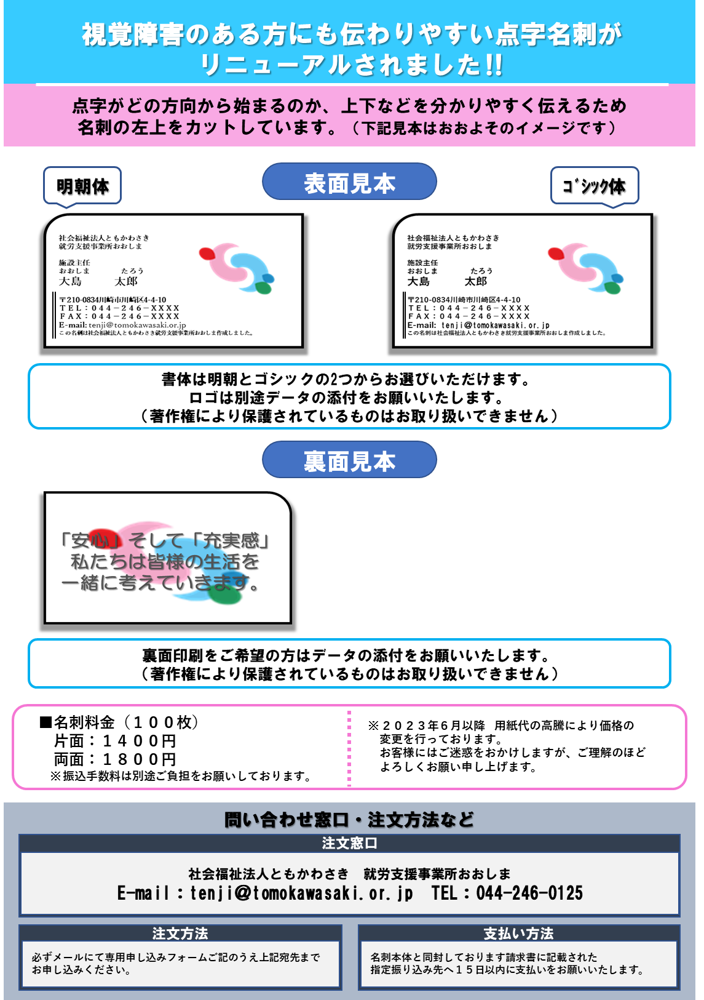 視覚障害のある方にも伝わりやすい点字名刺が
リニューアルされました!!
点字がどの方向から始まるのか、上下などを分かりやすく伝えるため
名刺の左上をカットしています。（下記見本はおおよそのイメージです）
明朝体
表面見本
ｺﾞｼｯｸ体
社会福祉法人ともかわさき
就労支援事業所おおしま
施設主任
おおしま　たろう
大島　太郎
〒210-0834川崎市川崎区4-4-10
ＴＥＬ：０４４－２４６－ＸＸＸＸ
ＦＡＸ：０４４－２４６－ＸＸＸＸ
E-mail: tenji@tomokawasaki.or.jp
この名刺は社会福祉法人ともかわさき就労支援事業所おおしま作成しました。
社会福祉法人ともかわさき
就労支援事業所おおしま
施設主任
おおしま　たろう
大島　太郎
〒210-0834川崎市川崎区4-4-10
ＴＥＬ：０４４－２４６－ＸＸＸＸ
ＦＡＸ：０４４－２４６－ＸＸＸＸ
E-mail: tenji@tomokawasaki.or.jp
この名刺は社会福祉法人ともかわさき就労支援事業所おおしま作成しました。
書体は明朝とゴシックの2つからお選びいただけます。
ロゴは別途データの添付をお願いいたします。
（著作権により保護されているものはお取り扱いできません）
裏面見本
「安心」そして「充実感」
私たちは皆様の生活を
一緒に考えていきます。
裏面印刷をご希望の方はデータの添付をお願いいたします。
（著作権により保護されているものはお取り扱いできません）
■名刺料金（１００枚）
片面：１４００円
両面：１８００円
※振込手数料は別途ご負担をお願いしております。
※２０２３年６月以降　用紙代の高騰により価格の
変更を行っております。
お客様にはご迷惑をおかけしますが、ご理解のほど
よろしくお願い申し上げます。
問い合わせ窓口・注文方法など
注文窓口
社会福祉法人ともかわさき　就労支援事業所おおしま
E-mail：tenji@tomokawasaki.or.jp　TEL：044-246-0125
注文方法
必ずメールにて専用申し込みフォームご記のうえ上記宛先まで
お申し込みください。
支払い方法
名刺本体と同封しております請求書に記載された
指定振り込み先へ１５日以内に支払いをお願いいたします。